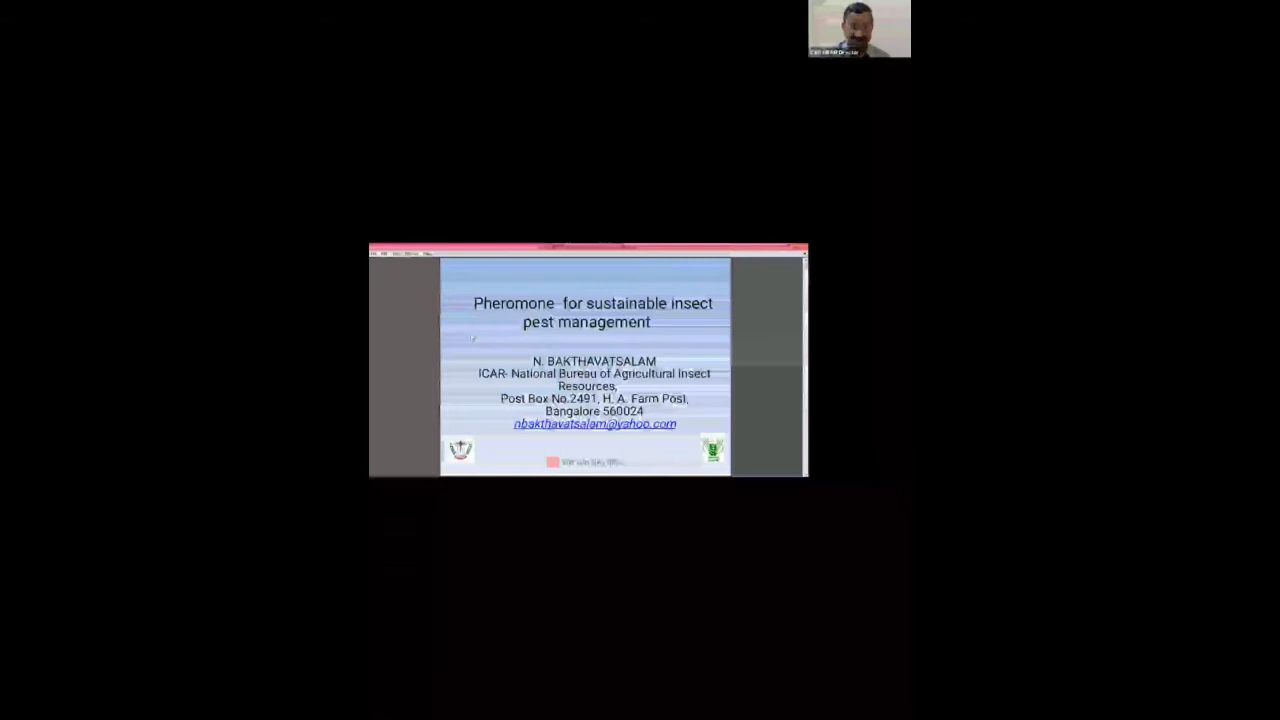 Pheromone for sustainable insect
pest management
N. BAKTHAVATSALAM
ICAR- National Bureau of Agricultural Insect
Resources,
Post Box No.2491, H. A. Farm Post,
Bangalore 560024
nbakthavatsalam@yahoo.com